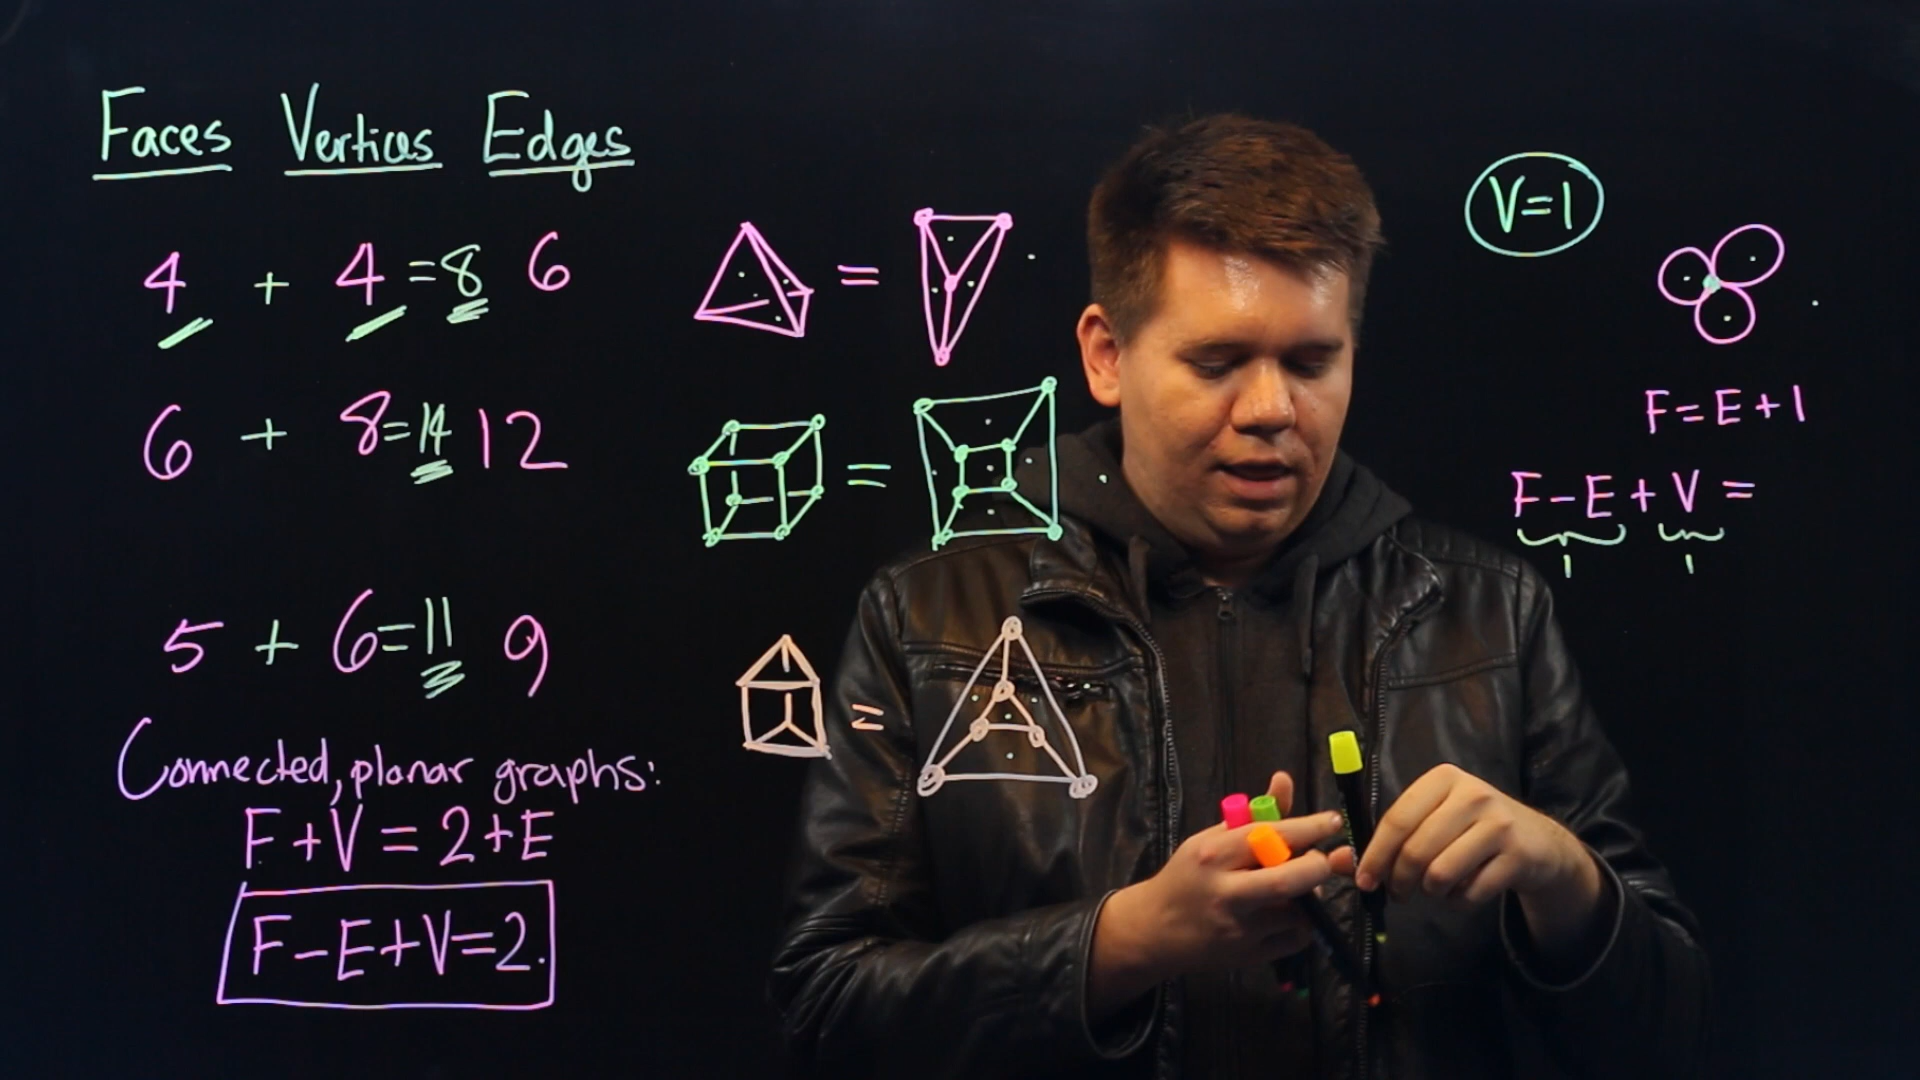 Faces Vertices Edges
4 + 4 = 8 6
6 + 8 = 14 12
5 + 6 = 11 9
Connected, planar graphs:
F + V = 2 + E
F - E + V = 2.
=
=
=
V = 1
F = E + 1
F - E + V =
1 1